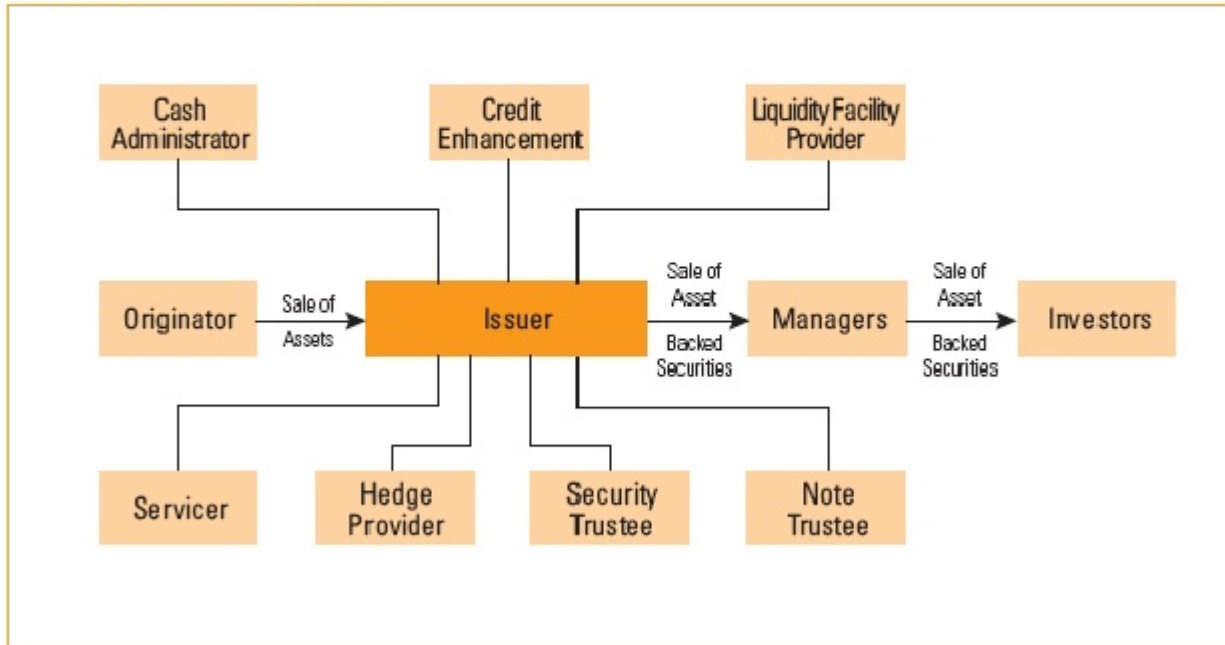 Cash
Administrator
Credit
Enhancement
Liquidity Facility
Provider
Originator
Sale of
Assets
Issuer
Sale of
Asset
Backed
Securities
Managers
Sale of
Asset
Backed
Securities
Investors
Servicer
Hedge
Provider
Security
Trustee
Note
Trustee